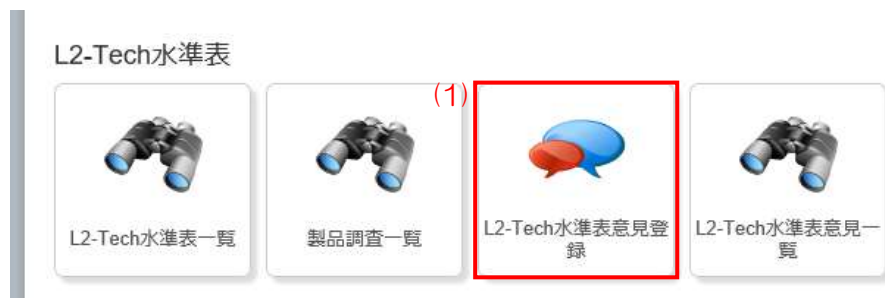 L2-Tech水準表
(1)
L2-Tech水準表一覧
製品調査一覧
L2-Tech水準表意見登
録
L2-Tech水準表意見一
覧